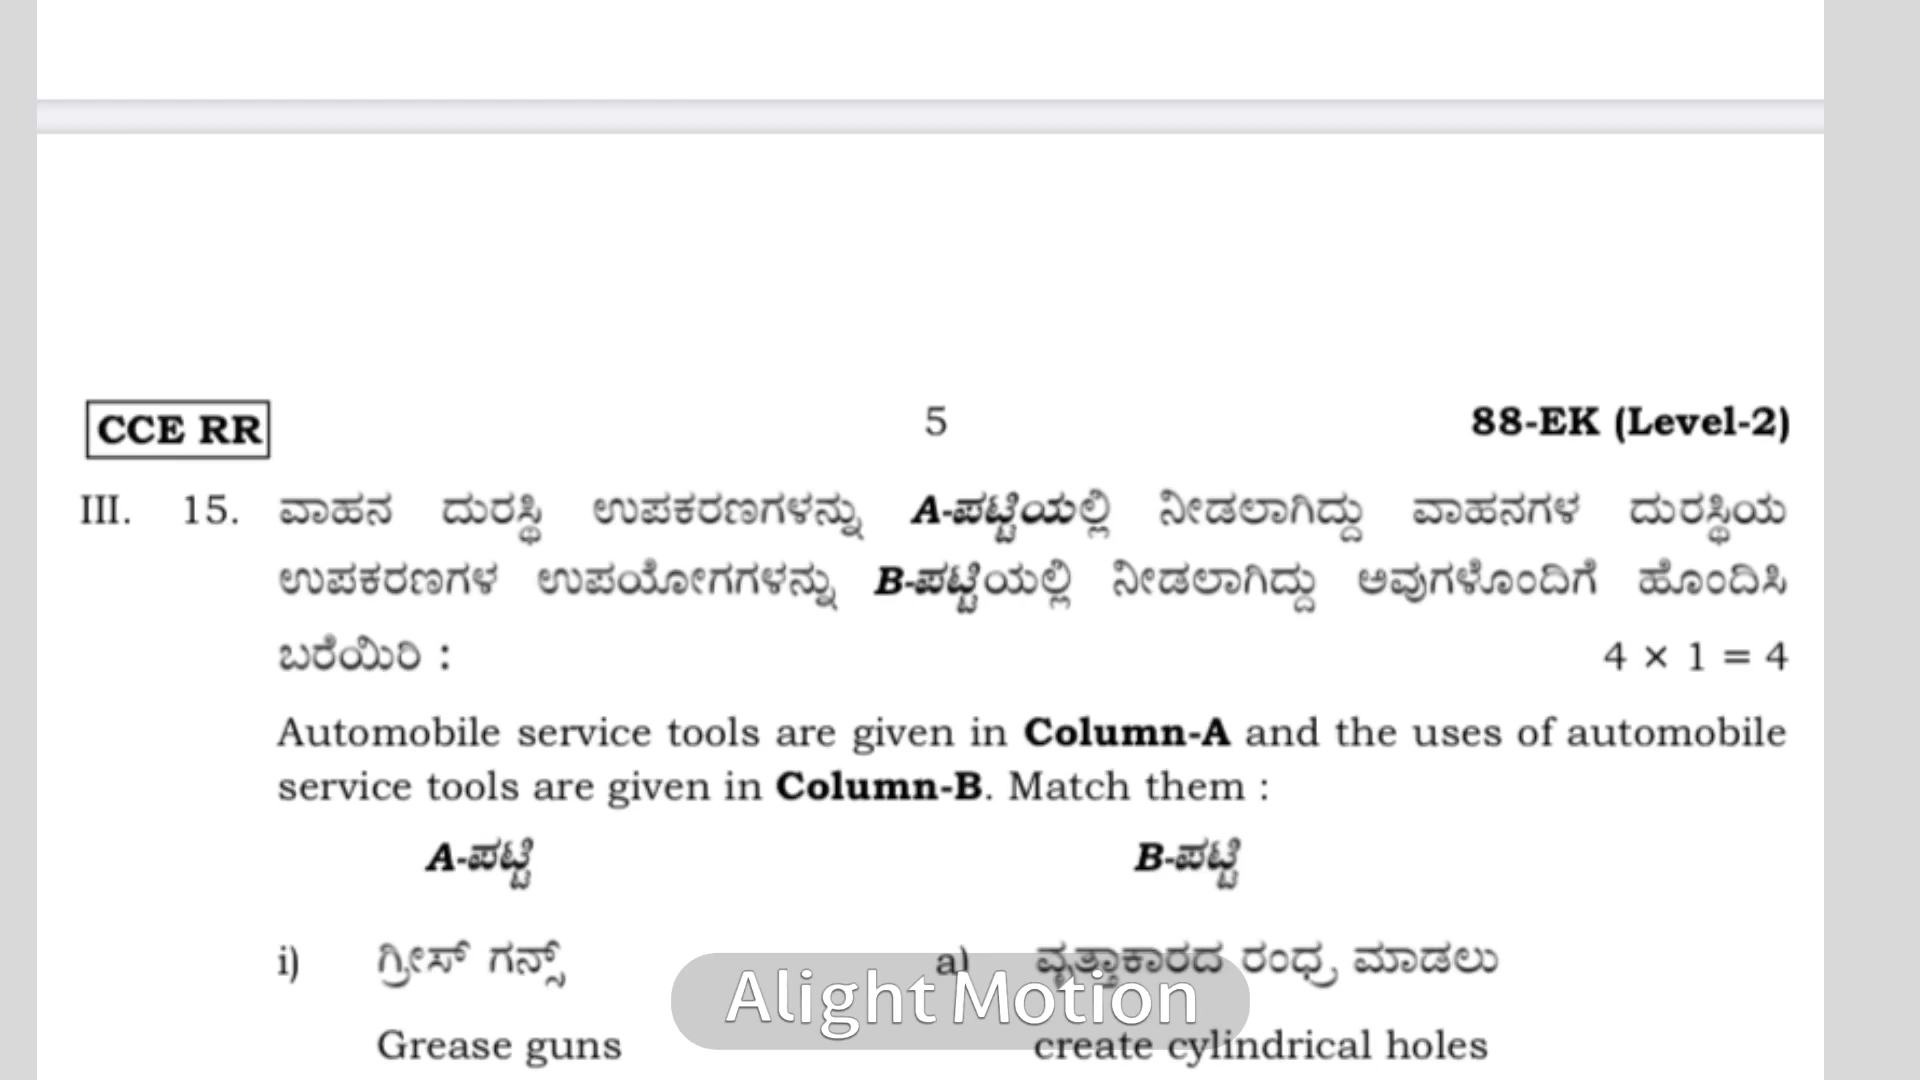 CCE RR 5 88-EK (Level-2)
III. 15. ವಾಹನ ದುರಸ್ಥಿ ಉಪಕರಣಗಳನ್ನು A-ಪಟ್ಟಿಯಲ್ಲಿ ನೀಡಲಾಗಿದ್ದು ವಾಹನಗಳ ದುರಸ್ಥಿಯ
ಉಪಕರಣಗಳ ಉಪಯೋಗಗಳನ್ನು B-ಪಟ್ಟಿಯಲ್ಲಿ ನೀಡಲಾಗಿದ್ದು ಅವುಗಳೊಂದಿಗೆ ಹೊಂದಿಸಿ
ಬರೆಯಿರಿ : 4 × 1 = 4
Automobile service tools are given in Column-A and the uses of automobile
service tools are given in Column-B. Match them :
A-ಪಟ್ಟಿ B-ಪಟ್ಟಿ
i) ಗ್ರೀಸ್ ಗನ್ಸ್ a) ವೃತ್ತಾಕಾರದ ರಂಧ್ರ ಮಾಡಲು
Alight Motion
Grease guns create cylindrical holes